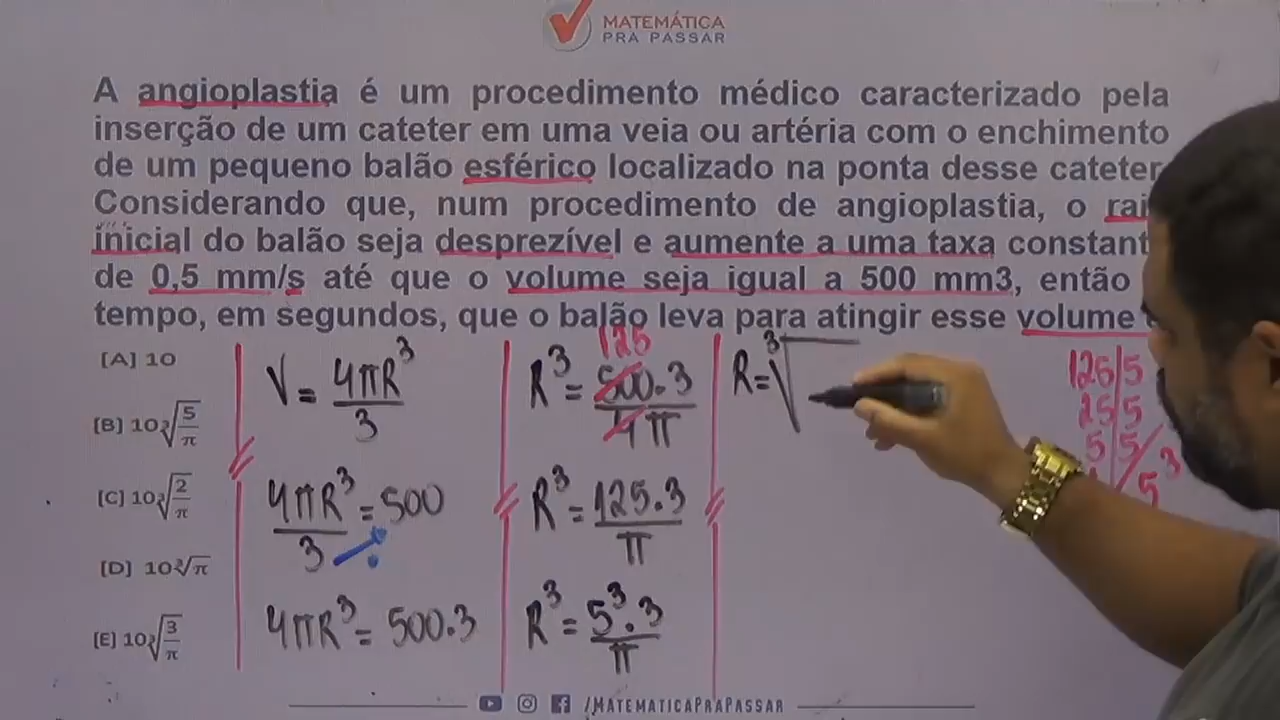 MATEMÁTICA
PRA PASSAR
A angioplastia é um procedimento médico caracterizado pela
inserção de um cateter em uma veia ou artéria com o enchimento
de um pequeno balão esférico localizado na ponta desse cateter
Considerando que, num procedimento de angioplastia, o rai
inicial do balão seja desprezível e aumente a uma taxa constant
de 0,5 mm/s até que o volume seja igual a 500 mm3, então
tempo, em segundos, que o balão leva para atingir esse volume
[A] 10
[B] 10∛(5/π)
[C] 10∛(2/π)
[D] 10∛π
[E] 10∛(3/π)
V = 4πR³/3
4πR³/3 = 500
4πR³ = 500.3
125
R³ = 500.3/4π
R³ = 125.3/π
R³ = 5³.3/π
R = ∛
125 5
25 5
5 5
5³
/MATEMATICAPRAPASSAR